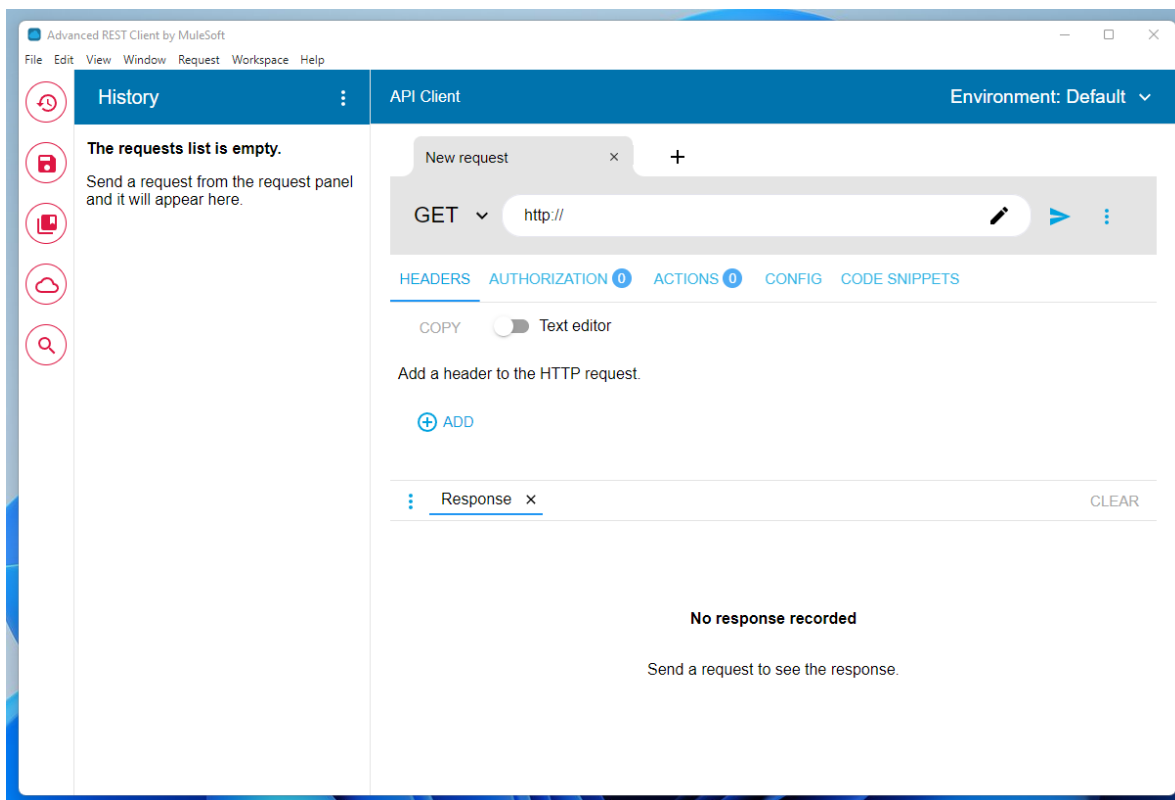 Advanced REST Client by MuleSoft
File Edit View Window Request Workspace Help
History
The requests list is empty.
Send a request from the request panel
and it will appear here.
API Client
Environment: Default
New request
GET
http://
HEADERS AUTHORIZATION 0 ACTIONS 0 CONFIG CODE SNIPPETS
COPY Text editor
Add a header to the HTTP request.
ADD
Response
CLEAR
No response recorded
Send a request to see the response.